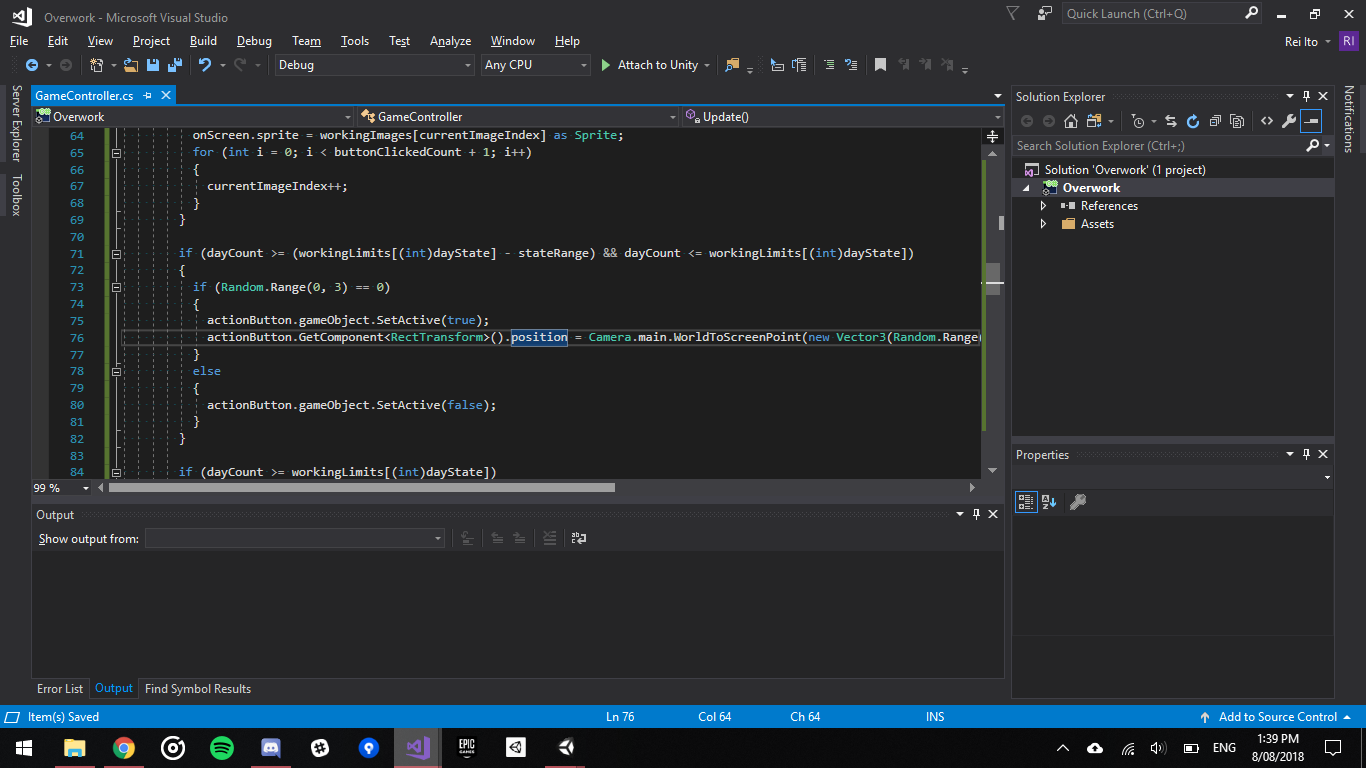 Overwork - Microsoft Visual Studio
Quick Launch (Ctrl+Q)
File Edit View Project Build Debug Team Tools Test Analyze Window Help
Rei Ito RI
Debug Any CPU Attach to Unity
Server Explorer
Toolbox
GameController.cs
Overwork GameController Update()
64 onScreen.sprite = workingImages[currentImageIndex] as Sprite;
65 for (int i = 0; i < buttonClickedCount + 1; i++)
66 {
67 currentImageIndex++;
68 }
69 }
70
71 if (dayCount >= (workingLimits[(int)dayState] - stateRange) && dayCount <= workingLimits[(int)dayState])
72 {
73 if (Random.Range(0, 3) == 0)
74 {
75 actionButton.gameObject.SetActive(true);
76 actionButton.GetComponent<RectTransform>().position = Camera.main.WorldToScreenPoint(new Vector3(Random.Range(
77 }
78 else
79 {
80 actionButton.gameObject.SetActive(false);
81 }
82 }
83
84 if (dayCount >= workingLimits[(int)dayState])
99 %
Output
Show output from:
Error List Output Find Symbol Results
Solution Explorer
Search Solution Explorer (Ctrl+;)
Solution 'Overwork' (1 project)
Overwork
References
Assets
Properties
Notifications
Item(s) Saved Ln 76 Col 64 Ch 64 INS Add to Source Control
EPIC GAMES
ENG
1:39 PM
8/08/2018